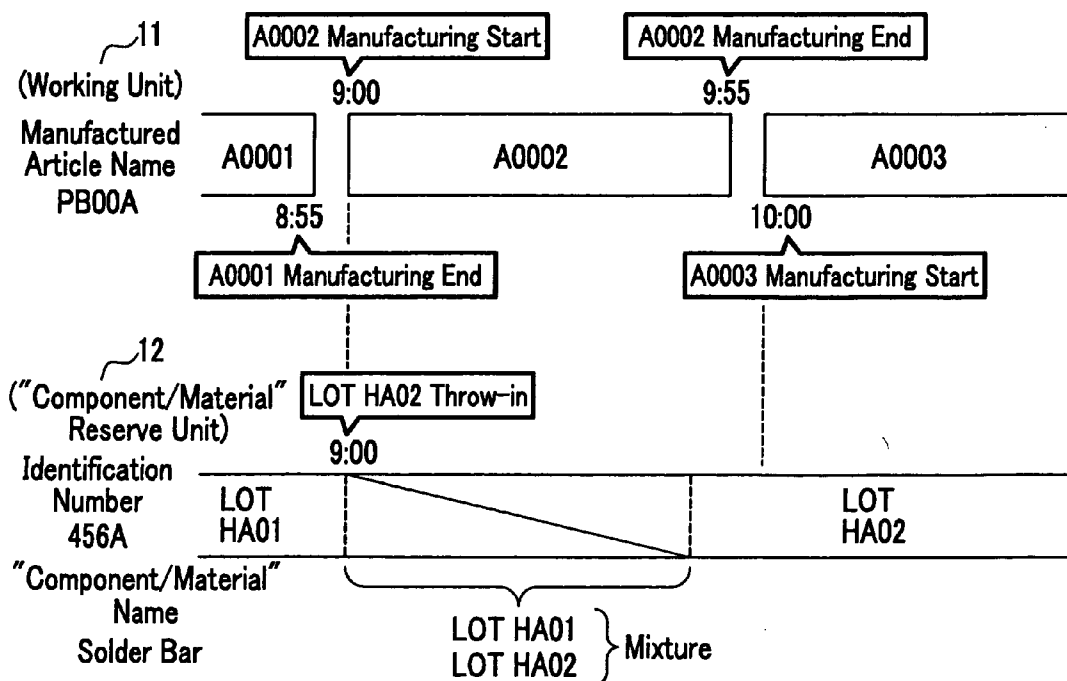 11
(Working Unit)
Manufactured
Article Name
PB00A
A0002 Manufacturing Start
9:00
A0002 Manufacturing End
9:55
A0001
A0002
A0003
8:55
A0001 Manufacturing End
10:00
A0003 Manufacturing Start
12
("Component/Material"
Reserve Unit)
LOT HA02 Throw-in
9:00
Identification
Number
456A
LOT
HA01
LOT
HA02
"Component/Material"
Name
Solder Bar
LOT HA01
LOT HA02
Mixture